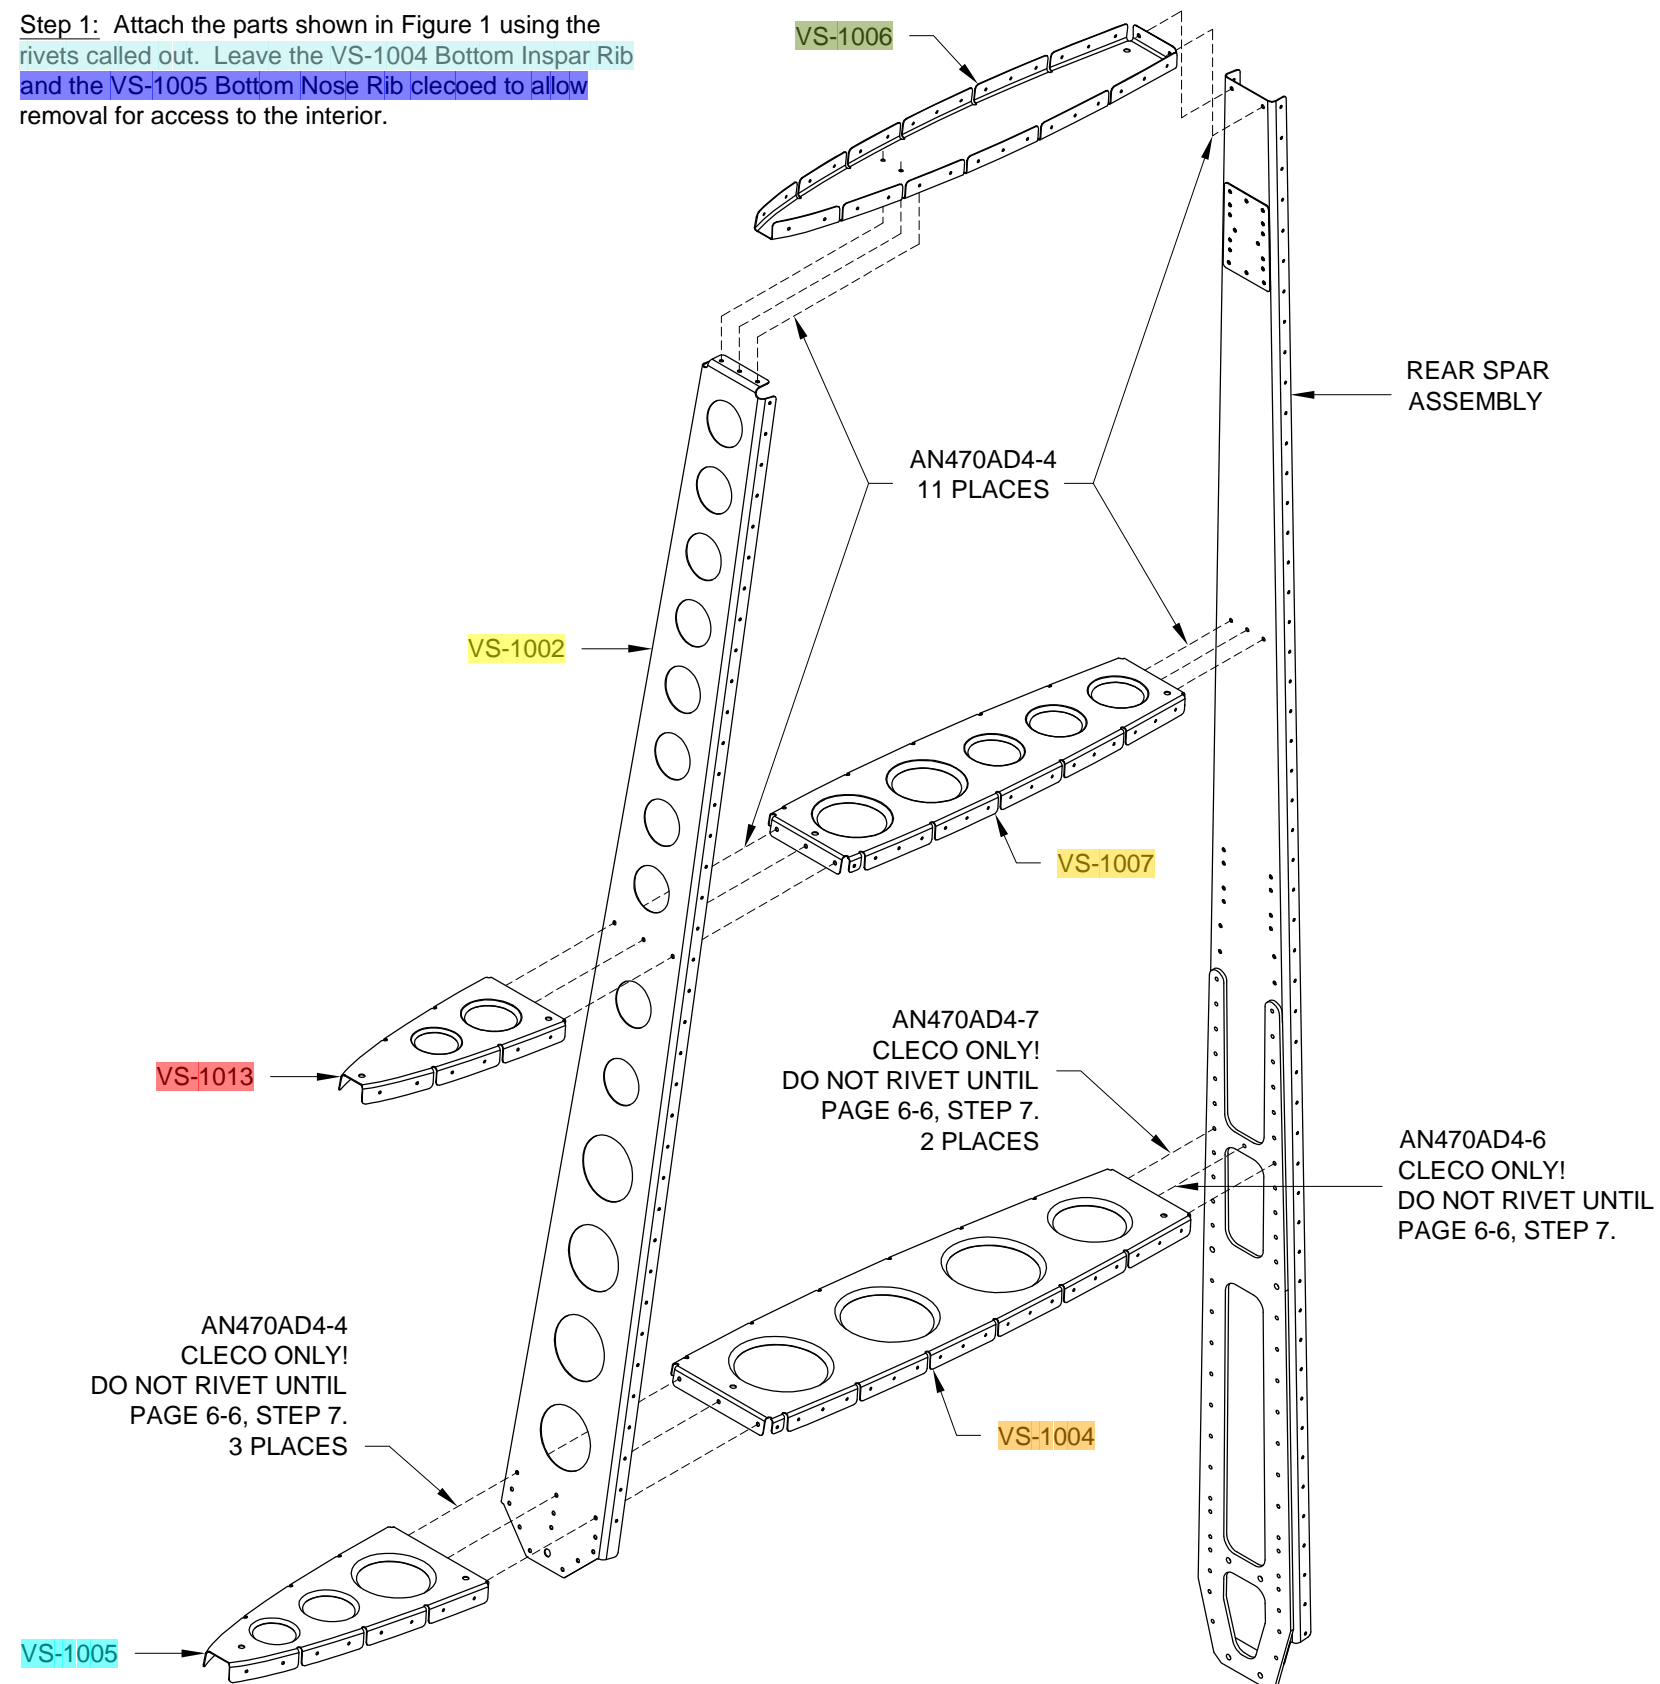 Step 1: Attach the parts shown in Figure 1 using the
rivets called out. Leave the VS-1004 Bottom Inspar Rib
and the VS-1005 Bottom Nose Rib clecoed to allow
removal for access to the interior.
VS-1006
REAR SPAR
ASSEMBLY
AN470AD4-4
11 PLACES
VS-1002
VS-1007
VS-1013
AN470AD4-7
CLECO ONLY!
DO NOT RIVET UNTIL
PAGE 6-6, STEP 7.
2 PLACES
AN470AD4-6
CLECO ONLY!
DO NOT RIVET UNTIL
PAGE 6-6, STEP 7.
AN470AD4-4
CLECO ONLY!
DO NOT RIVET UNTIL
PAGE 6-6, STEP 7.
3 PLACES
VS-1004
VS-1005